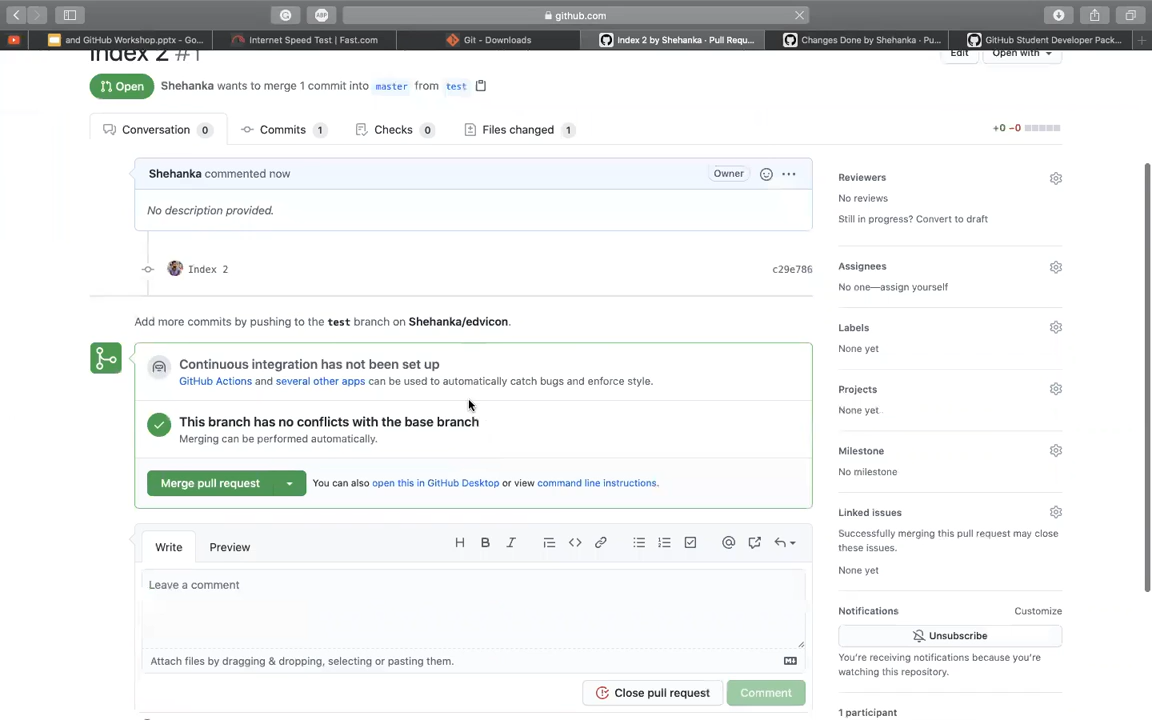 github.com
and GitHub Workshop.pptx - Go...
Internet Speed Test | Fast.com
Git - Downloads
Index 2 by Shehanka · Pull Requ...
Changes Done by Shehanka · Pu...
GitHub Student Developer Pack...
Index 2 #1
Edit
Open with
Open
Shehanka wants to merge 1 commit into master from test
Conversation 0
Commits 1
Checks 0
Files changed 1
+0 −0
Shehanka commented now
Owner
No description provided.
Index 2
c29e786
Add more commits by pushing to the test branch on Shehanka/edvicon.
Continuous integration has not been set up
GitHub Actions and several other apps can be used to automatically catch bugs and enforce style.
This branch has no conflicts with the base branch
Merging can be performed automatically.
Merge pull request
You can also open this in GitHub Desktop or view command line instructions.
Write
Preview
Leave a comment
Attach files by dragging & dropping, selecting or pasting them.
Close pull request
Comment
Reviewers
No reviews
Still in progress? Convert to draft
Assignees
No one—assign yourself
Labels
None yet
Projects
None yet
Milestone
No milestone
Linked issues
Successfully merging this pull request may close
these issues.
None yet
Notifications
Customize
Unsubscribe
You're receiving notifications because you're
watching this repository.
1 participant